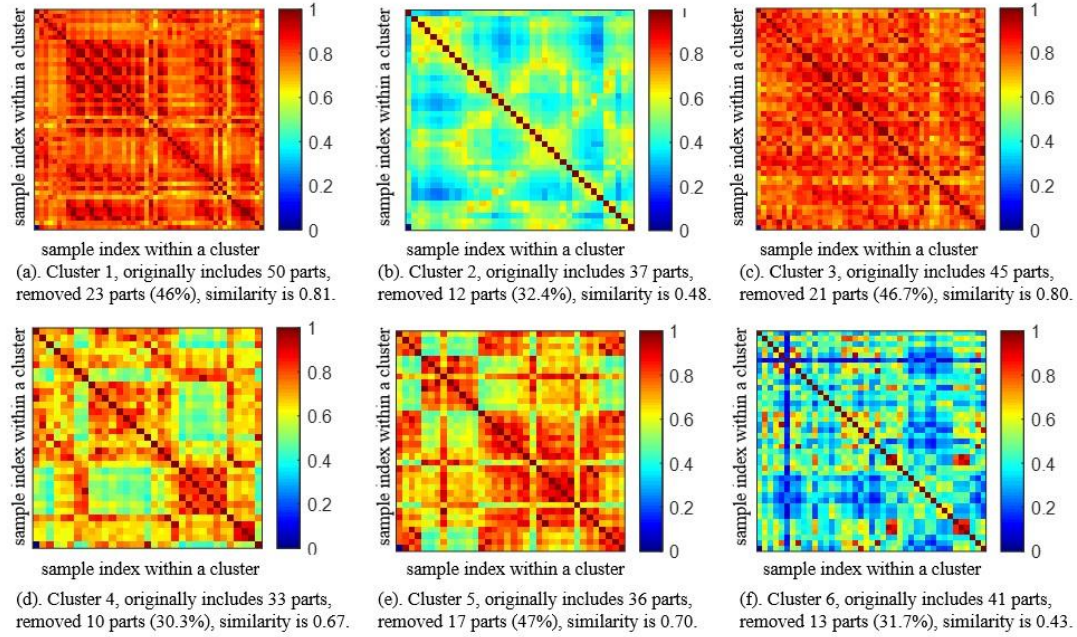 sample index within a cluster
1
0.8
0.6
0.4
0.2
0
sample index within a cluster
(a). Cluster 1, originally includes 50 parts,
removed 23 parts (46%), similarity is 0.81.
sample index within a cluster
1
0.8
0.6
0.4
0.2
0
sample index within a cluster
(b). Cluster 2, originally includes 37 parts,
removed 12 parts (32.4%), similarity is 0.48.
sample index within a cluster
1
0.8
0.6
0.4
0.2
0
sample index within a cluster
(c). Cluster 3, originally includes 45 parts,
removed 21 parts (46.7%), similarity is 0.80.
sample index within a cluster
1
0.8
0.6
0.4
0.2
0
sample index within a cluster
(d). Cluster 4, originally includes 33 parts,
removed 10 parts (30.3%), similarity is 0.67.
sample index within a cluster
1
0.8
0.6
0.4
0.2
0
sample index within a cluster
(e). Cluster 5, originally includes 36 parts,
removed 17 parts (47%), similarity is 0.70.
sample index within a cluster
1
0.8
0.6
0.4
0.2
0
sample index within a cluster
(f). Cluster 6, originally includes 41 parts,
removed 13 parts (31.7%), similarity is 0.43.